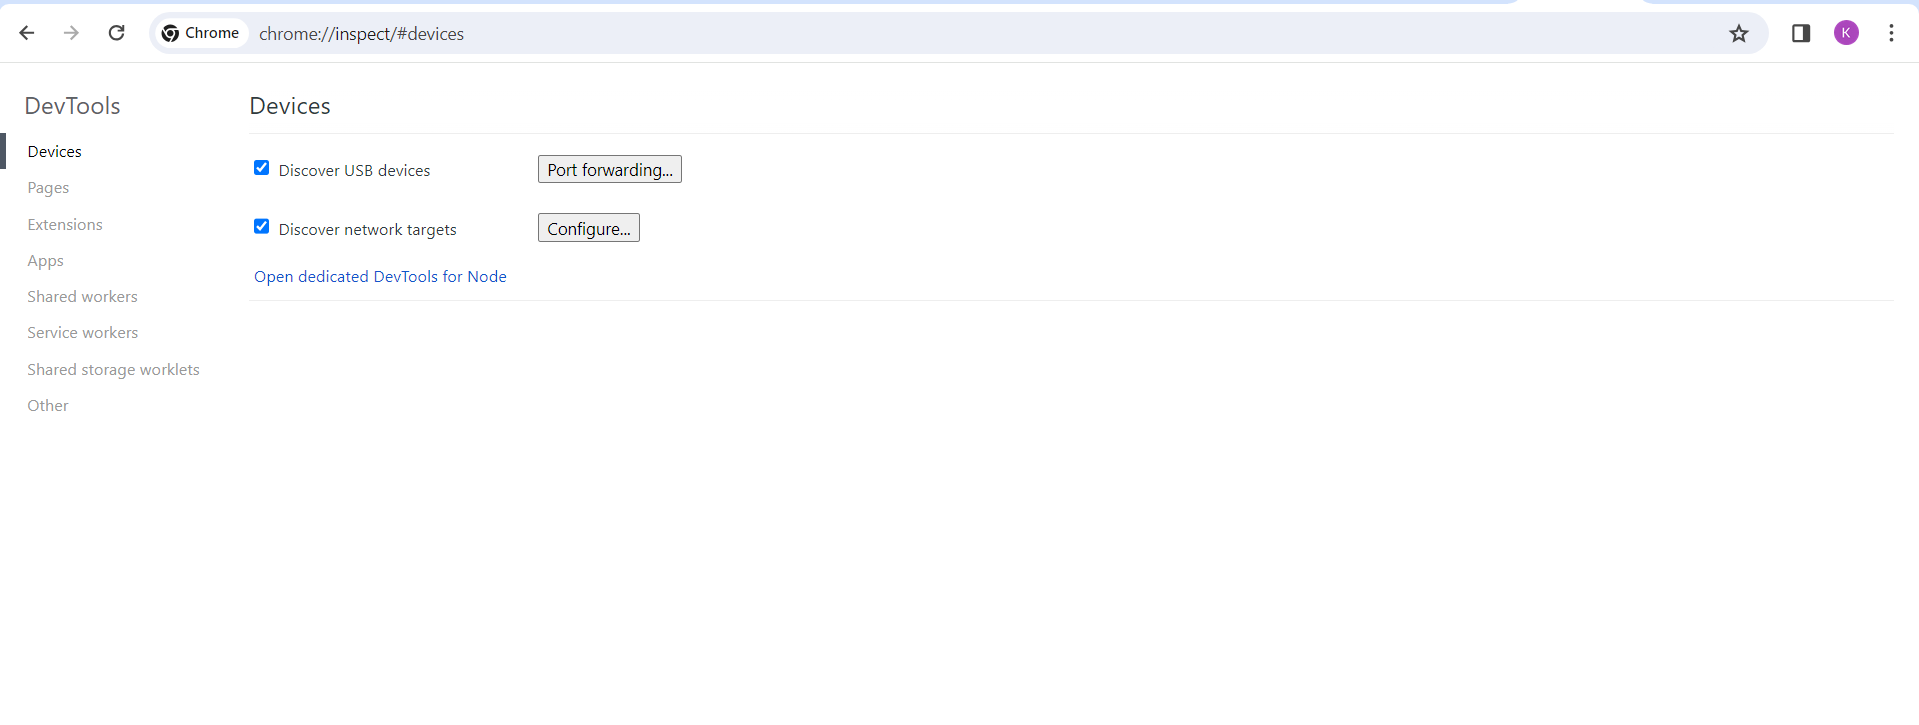 Chrome chrome://inspect/#devices K
DevTools
Devices
Pages
Extensions
Apps
Shared workers
Service workers
Shared storage worklets
Other
Devices
Discover USB devices Port forwarding...
Discover network targets Configure...
Open dedicated DevTools for Node